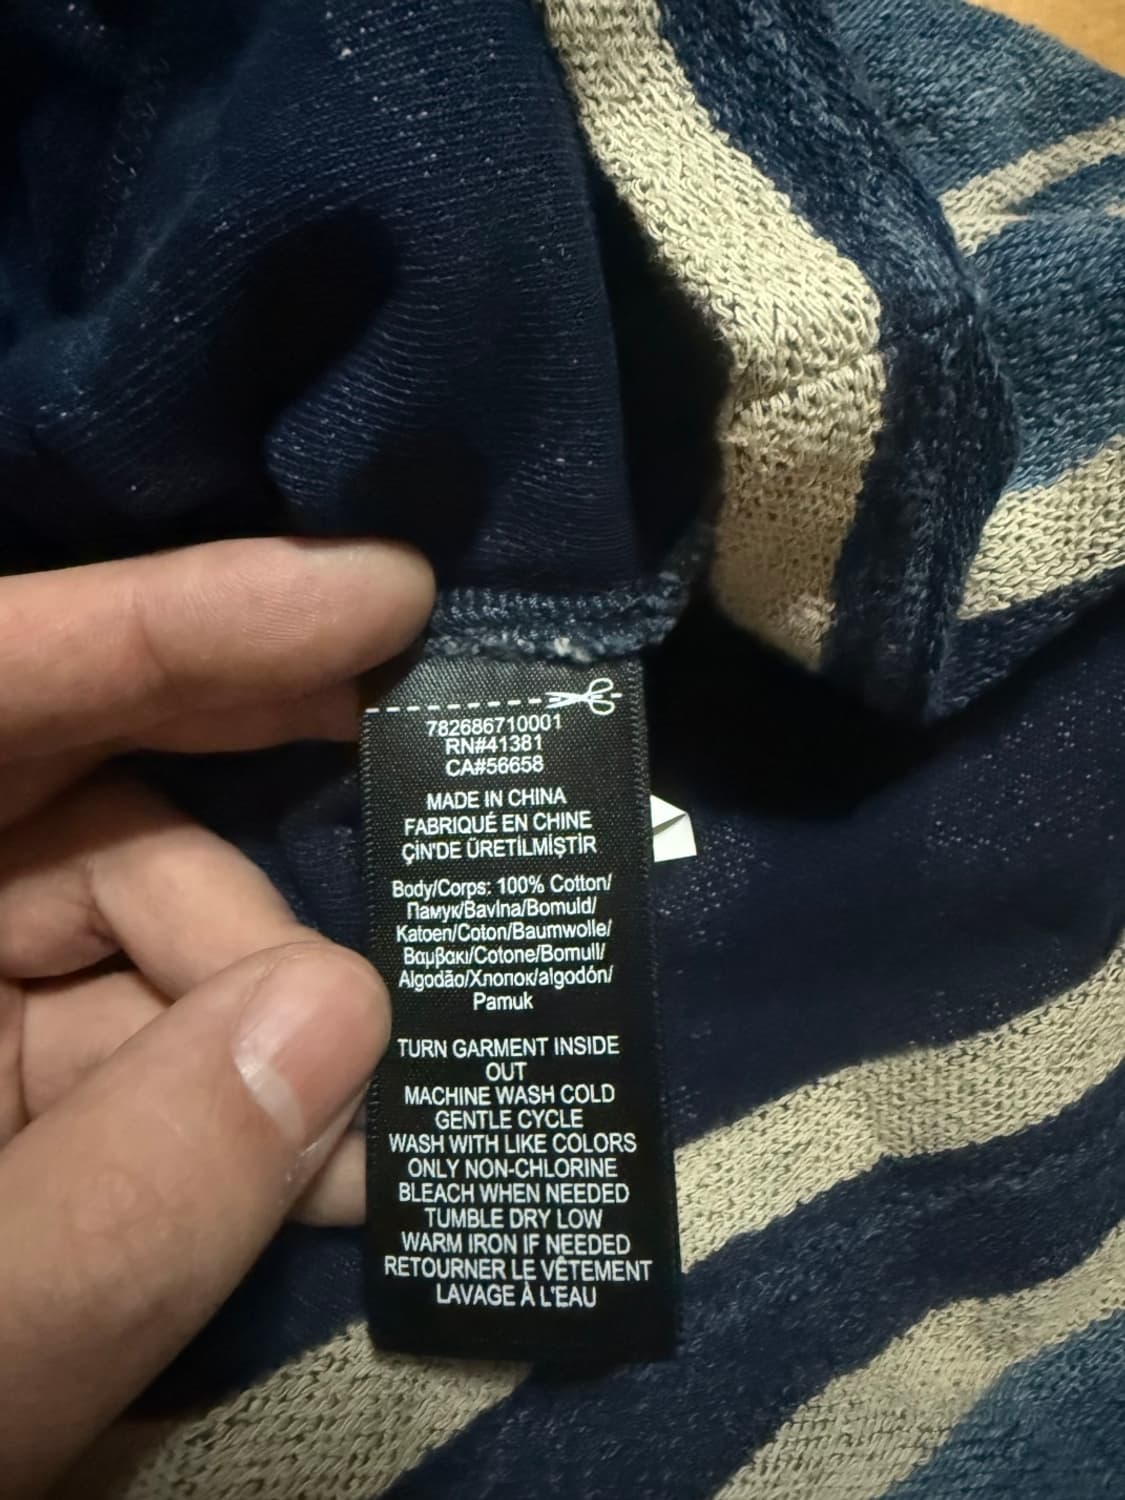 782686710001
RN#41381
CA#56658
MADE IN CHINA
FABRIQUÉ EN CHINE
ÇİN'DE ÜRETİLMİŞTİR
Body/Corps: 100% Cotton/
Памук/Bavlna/Bomuld/
Katoen/Coton/Baumwolle/
Βαμβακι/Cotone/Bomull/
Algodão/Хлопок/algodón/
Pamuk
TURN GARMENT INSIDE
OUT
MACHINE WASH COLD
GENTLE CYCLE
WASH WITH LIKE COLORS
ONLY NON-CHLORINE
BLEACH WHEN NEEDED
TUMBLE DRY LOW
WARM IRON IF NEEDED
RETOURNER LE VÊTEMENT
LAVAGE À L'EAU